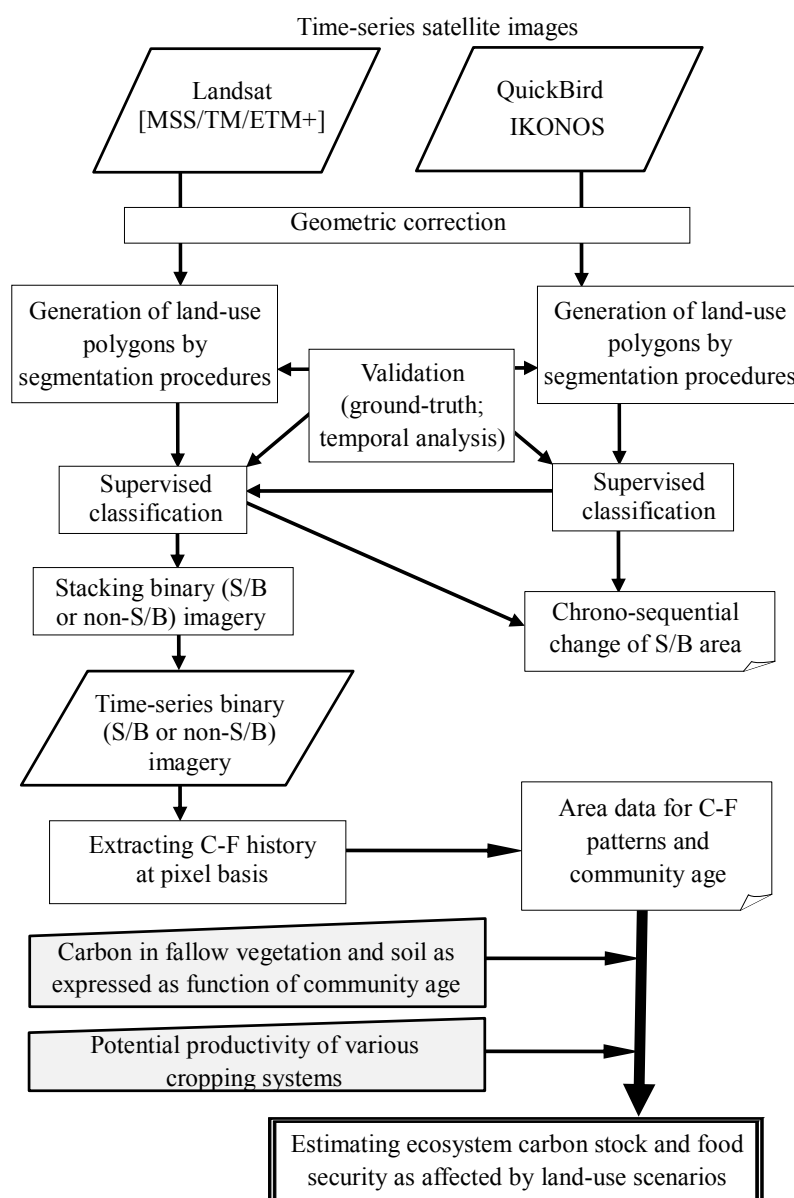 Time-series satellite images
Landsat
[MSS/TM/ETM+]
QuickBird
IKONOS
Geometric correction
Generation of land-use
polygons by
segmentation procedures
Validation
(ground-truth;
temporal analysis)
Generation of land-use
polygons by
segmentation procedures
Supervised
classification
Supervised
classification
Stacking binary (S/B
or non-S/B) imagery
Chrono-sequential
change of S/B area
Time-series binary
(S/B or non-S/B)
imagery
Extracting C-F history
at pixel basis
Area data for C-F
patterns and
community age
Carbon in fallow vegetation and soil as
expressed as function of community age
Potential productivity of various
cropping systems
Estimating ecosystem carbon stock and food
security as affected by land-use scenarios